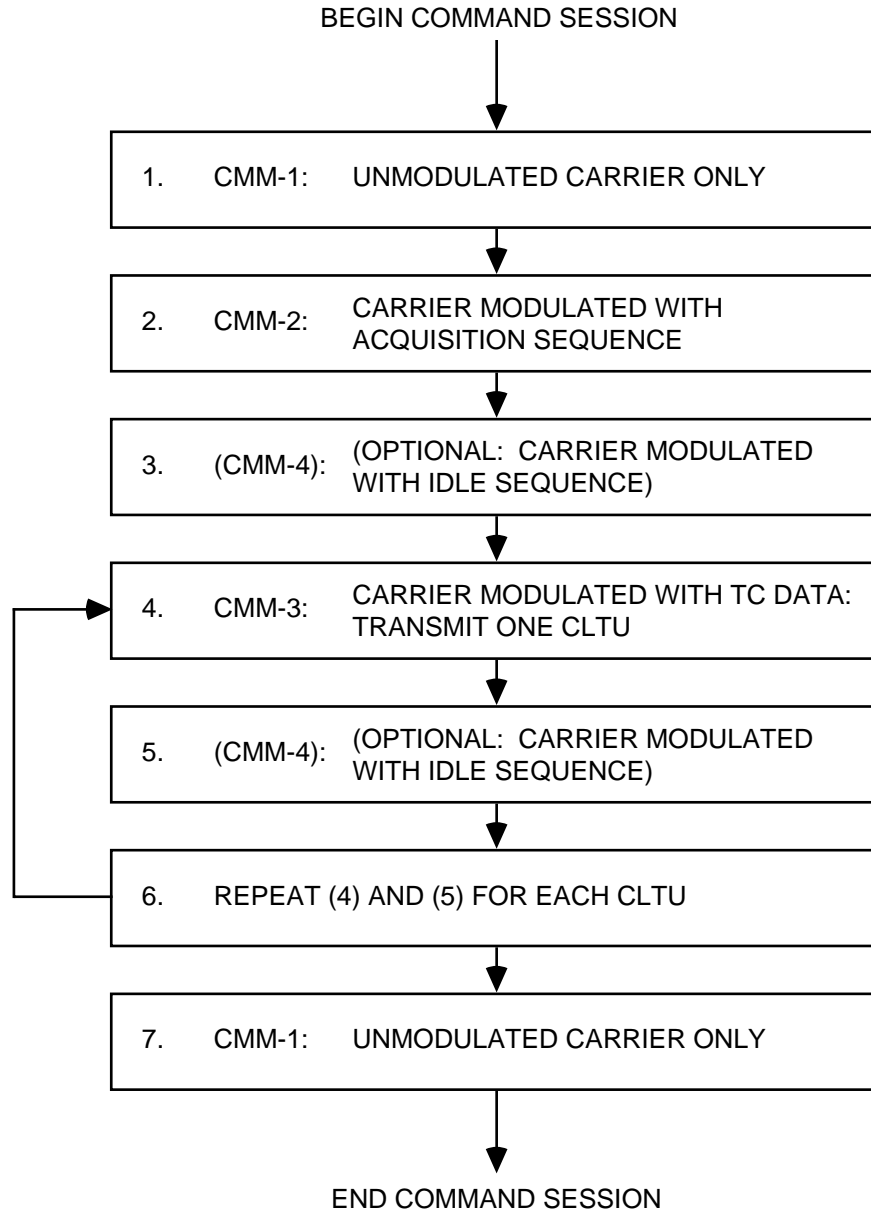 BEGIN COMMAND SESSION
1. CMM-1: UNMODULATED CARRIER ONLY
2. CMM-2: CARRIER MODULATED WITH
ACQUISITION SEQUENCE
3. (CMM-4): (OPTIONAL: CARRIER MODULATED
WITH IDLE SEQUENCE)
4. CMM-3: CARRIER MODULATED WITH TC DATA:
TRANSMIT ONE CLTU
5. (CMM-4): (OPTIONAL: CARRIER MODULATED
WITH IDLE SEQUENCE)
6. REPEAT (4) AND (5) FOR EACH CLTU
7. CMM-1: UNMODULATED CARRIER ONLY
END COMMAND SESSION